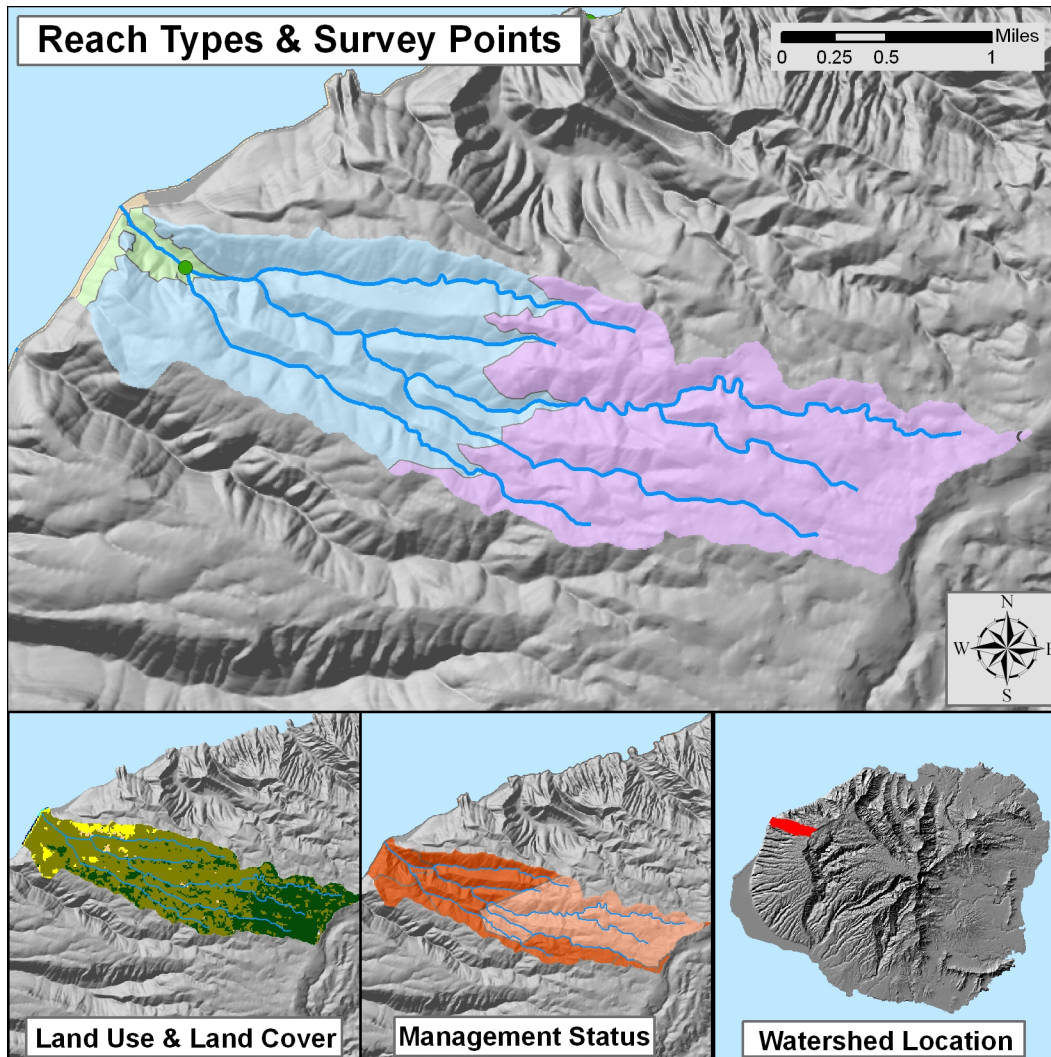 Reach Types & Survey Points
Miles
0 0.25 0.5 1
N
W E
S
Land Use & Land Cover
Management Status
Watershed Location